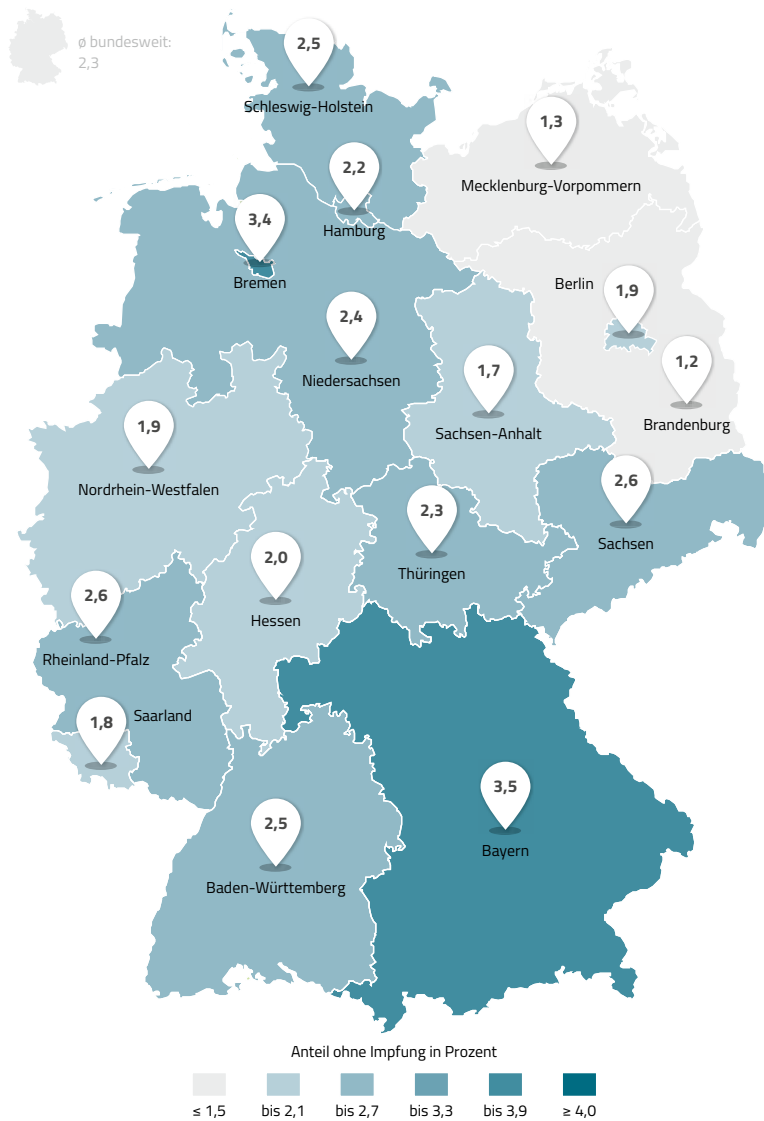 ø bundesweit:
2,3
2,5
Schleswig-Holstein
1,3
Mecklenburg-Vorpommern
2,2
Hamburg
3,4
Bremen
Berlin
1,9
2,4
Niedersachsen
1,7
Sachsen-Anhalt
1,2
Brandenburg
1,9
Nordrhein-Westfalen
2,6
Sachsen
2,3
Thüringen
2,0
Hessen
2,6
Rheinland-Pfalz
1,8
Saarland
3,5
Bayern
2,5
Baden-Württemberg
Anteil ohne Impfung in Prozent
≤ 1,5 bis 2,1 bis 2,7 bis 3,3 bis 3,9 ≥ 4,0